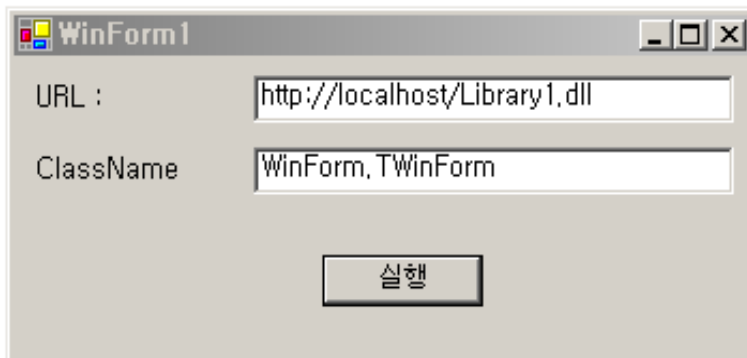 WinForm1
URL :
http://localhost/Library1.dll
ClassName
WinForm.TWinForm
실행